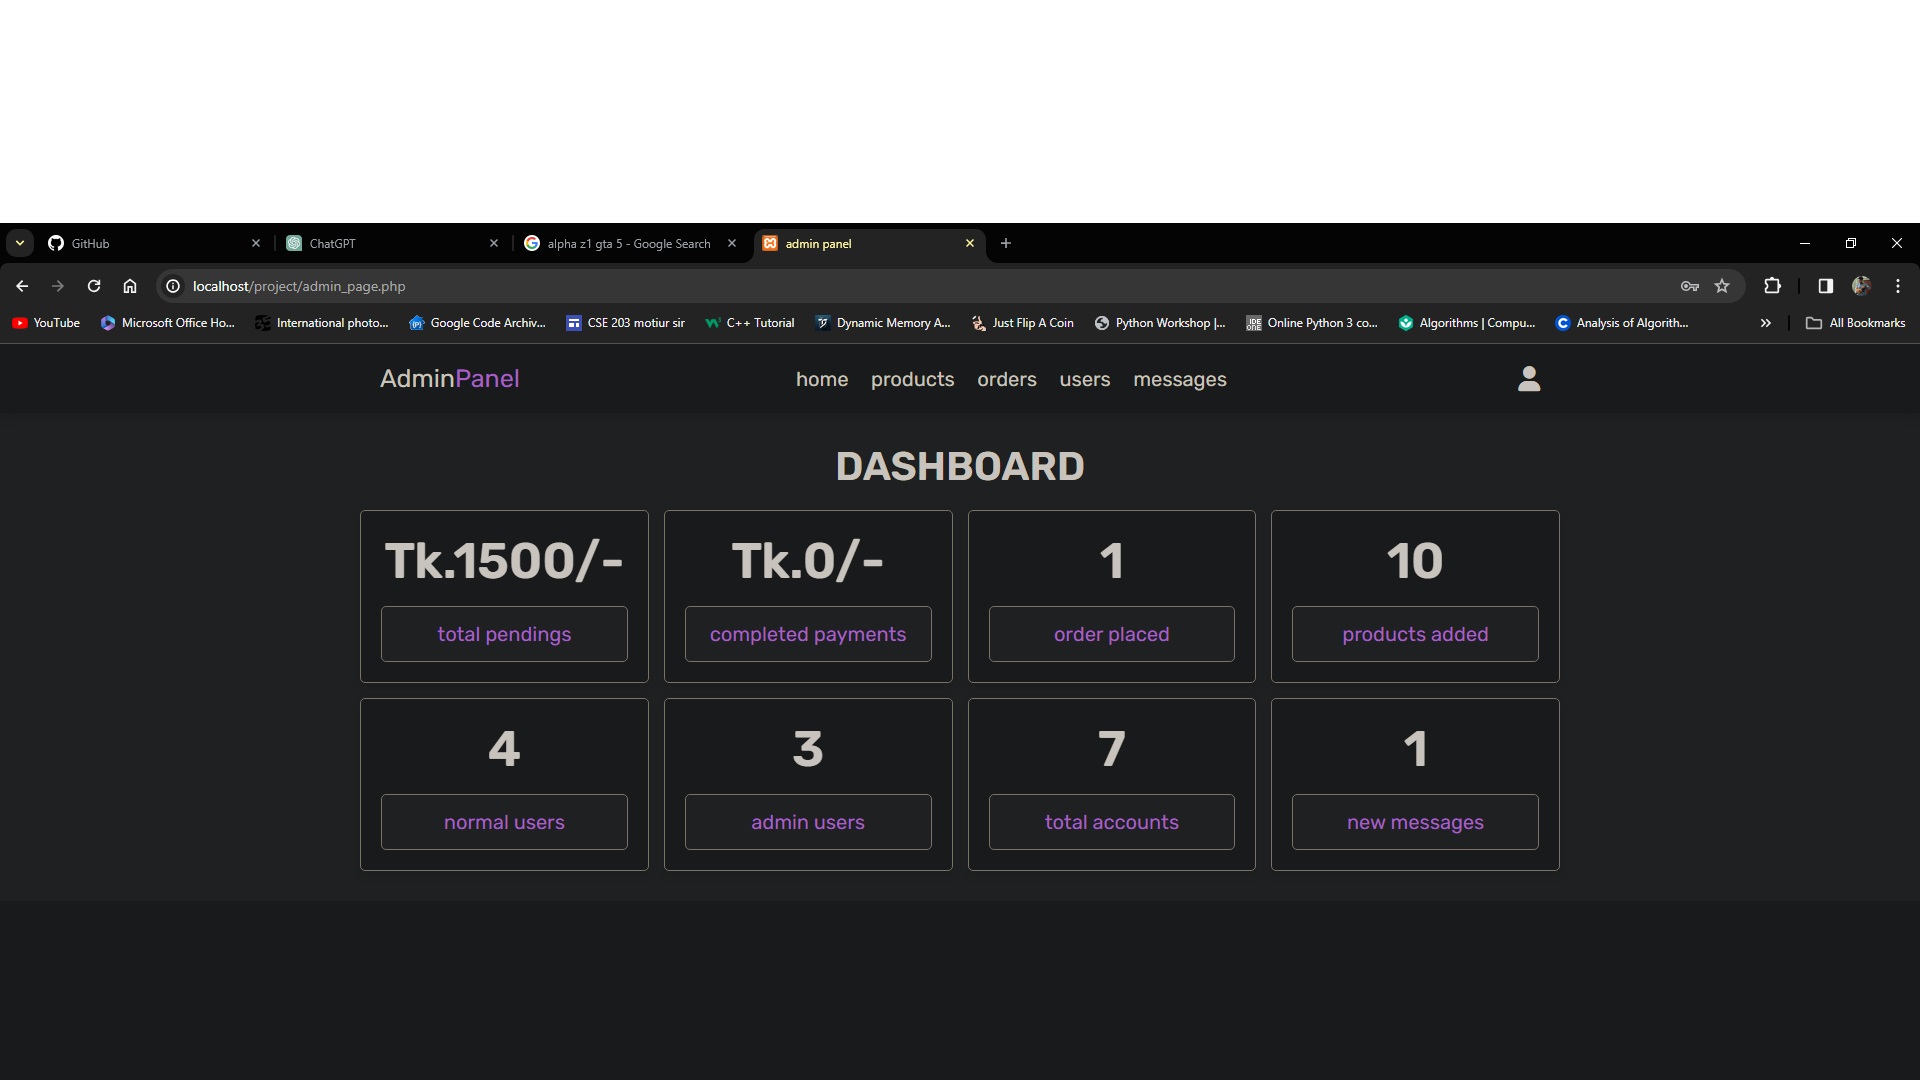 GitHub
ChatGPT
alpha z1 gta 5 - Google Search
admin panel
localhost/project/admin_page.php
YouTube
Microsoft Office Ho...
International photo...
Google Code Archiv...
CSE 203 motiur sir
C++ Tutorial
Dynamic Memory A...
Just Flip A Coin
Python Workshop |...
Online Python 3 co...
Algorithms | Compu...
Analysis of Algorith...
All Bookmarks
AdminPanel
home products orders users messages
DASHBOARD
Tk.1500/-
total pendings
Tk.0/-
completed payments
1
order placed
10
products added
4
normal users
3
admin users
7
total accounts
1
new messages